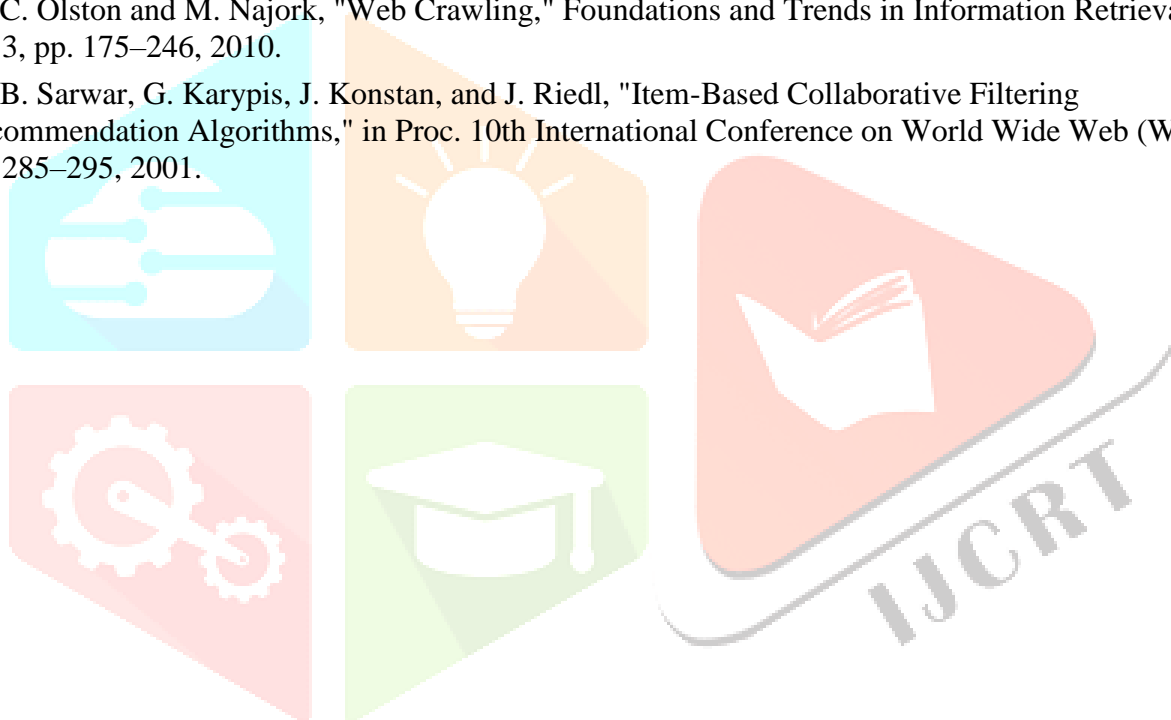 C. Olston and M. Najork, "Web Crawling," Foundations and Trends in Information Retrieva
3, pp. 175–246, 2010.
B. Sarwar, G. Karypis, J. Konstan, and J. Riedl, "Item-Based Collaborative Filtering
commendation Algorithms," in Proc. 10th International Conference on World Wide Web (W
285–295, 2001.
IJCRT